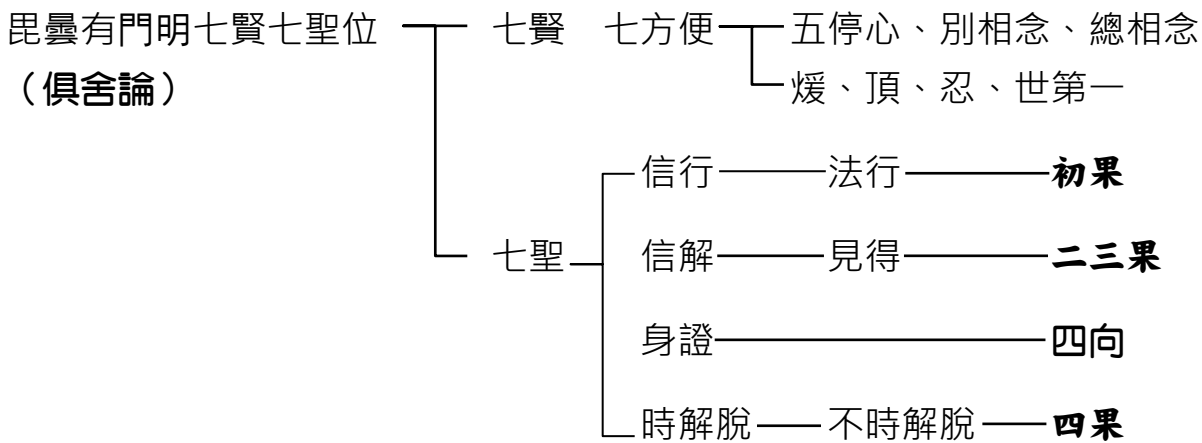 毘曇有門明七賢七聖位 七賢 七方便 五停心、別相念、總相念
（俱舍論） 煖、頂、忍、世第一
信行 法行 初果
七聖 信解 見得 二三果
身證 四向
時解脫 不時解脫 四果